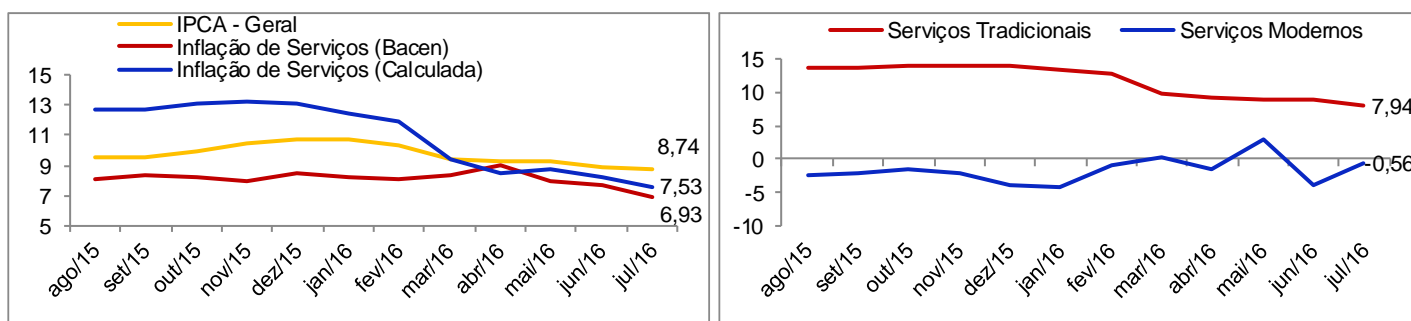 IPCA - Geral
Inflação de Serviços (Bacen)
Inflação de Serviços (Calculada)
15
13
11
9
7
5
8,74
7,53
6,93
ago/15
set/15
out/15
nov/15
dez/15
jan/16
fev/16
mar/16
abr/16
mai/16
jun/16
jul/16
Serviços Tradicionais
Serviços Modernos
15
10
5
0
-5
-10
7,94
-0,56
ago/15
set/15
out/15
nov/15
dez/15
jan/16
fev/16
mar/16
abr/16
mai/16
jun/16
jul/16